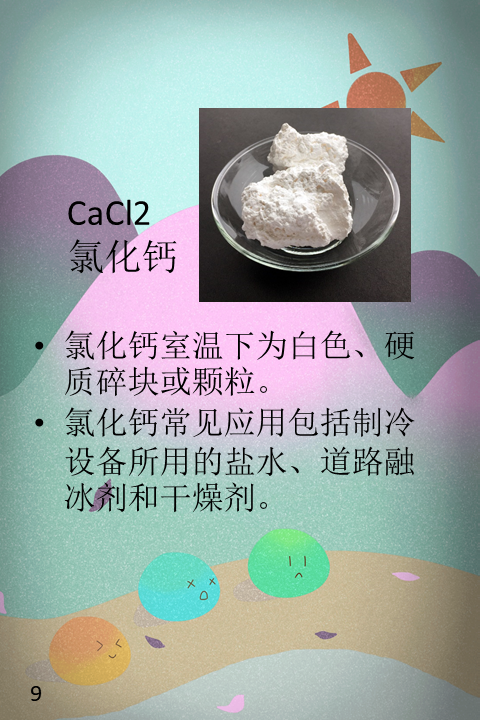 CaCl2
氯化钙
• 氯化钙室温下为白色、硬
质碎块或颗粒。
• 氯化钙常见应用包括制冷
设备所用的盐水、道路融
冰剂和干燥剂。
9